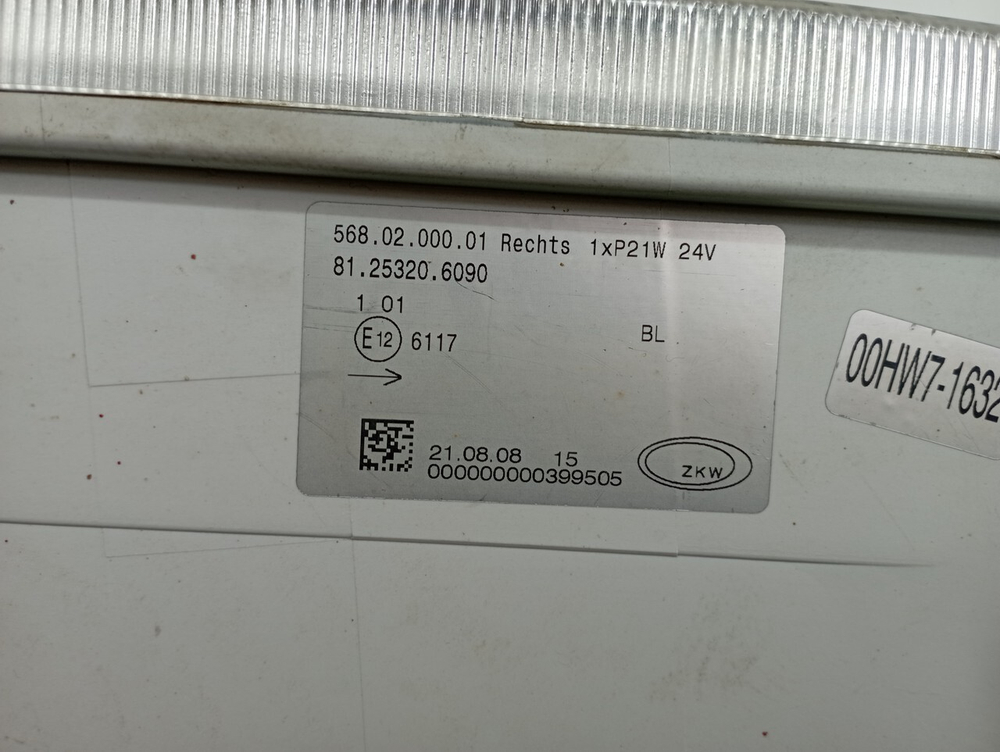 568.02.000.01 Rechts 1xP21W 24V
81.25320.6090
1 01
E12 6117
BL
21.08.08 15
000000000399505
ZKW
00HW7-1632